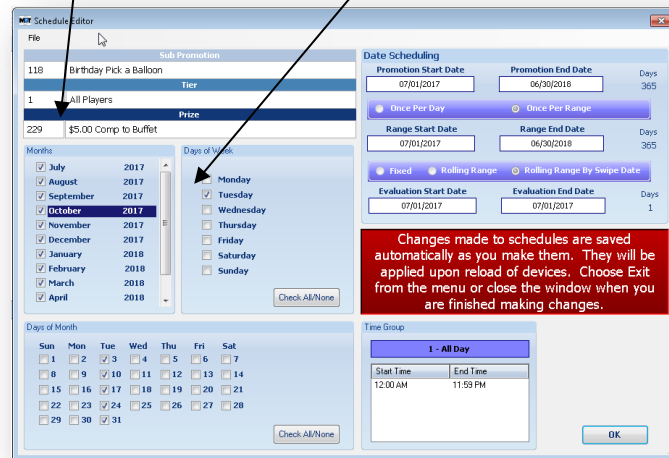 MGT Schedule Editor
File
Sub Promotion
118 Birthday Pick a Balloon
Tier
1 All Players
Prize
229 $5.00 Comp to Buffet
Months
July 2017
August 2017
September 2017
October 2017
November 2017
December 2017
January 2018
February 2018
March 2018
April 2018
Days of Week
Monday
Tuesday
Wednesday
Thursday
Friday
Saturday
Sunday
Check All/None
Date Scheduling
Promotion Start Date Promotion End Date Days
07/01/2017 06/30/2018 365
Once Per Day Once Per Range
Range Start Date Range End Date Days
07/01/2017 06/30/2018 365
Fixed Rolling Range Rolling Range By Swipe Date
Evaluation Start Date Evaluation End Date Days
07/01/2017 07/01/2017 1
Changes made to schedules are saved
automatically as you make them. They will be
applied upon reload of devices. Choose Exit
from the menu or close the window when you
are finished making changes.
Days of Month
Sun Mon Tue Wed Thu Fri Sat
1 2 3 4 5 6 7
8 9 10 11 12 13 14
15 16 17 18 19 20 21
22 23 24 25 26 27 28
29 30 31
Check All/None
Time Group
1 - All Day
Start Time End Time
12:00 AM 11:59 PM
OK